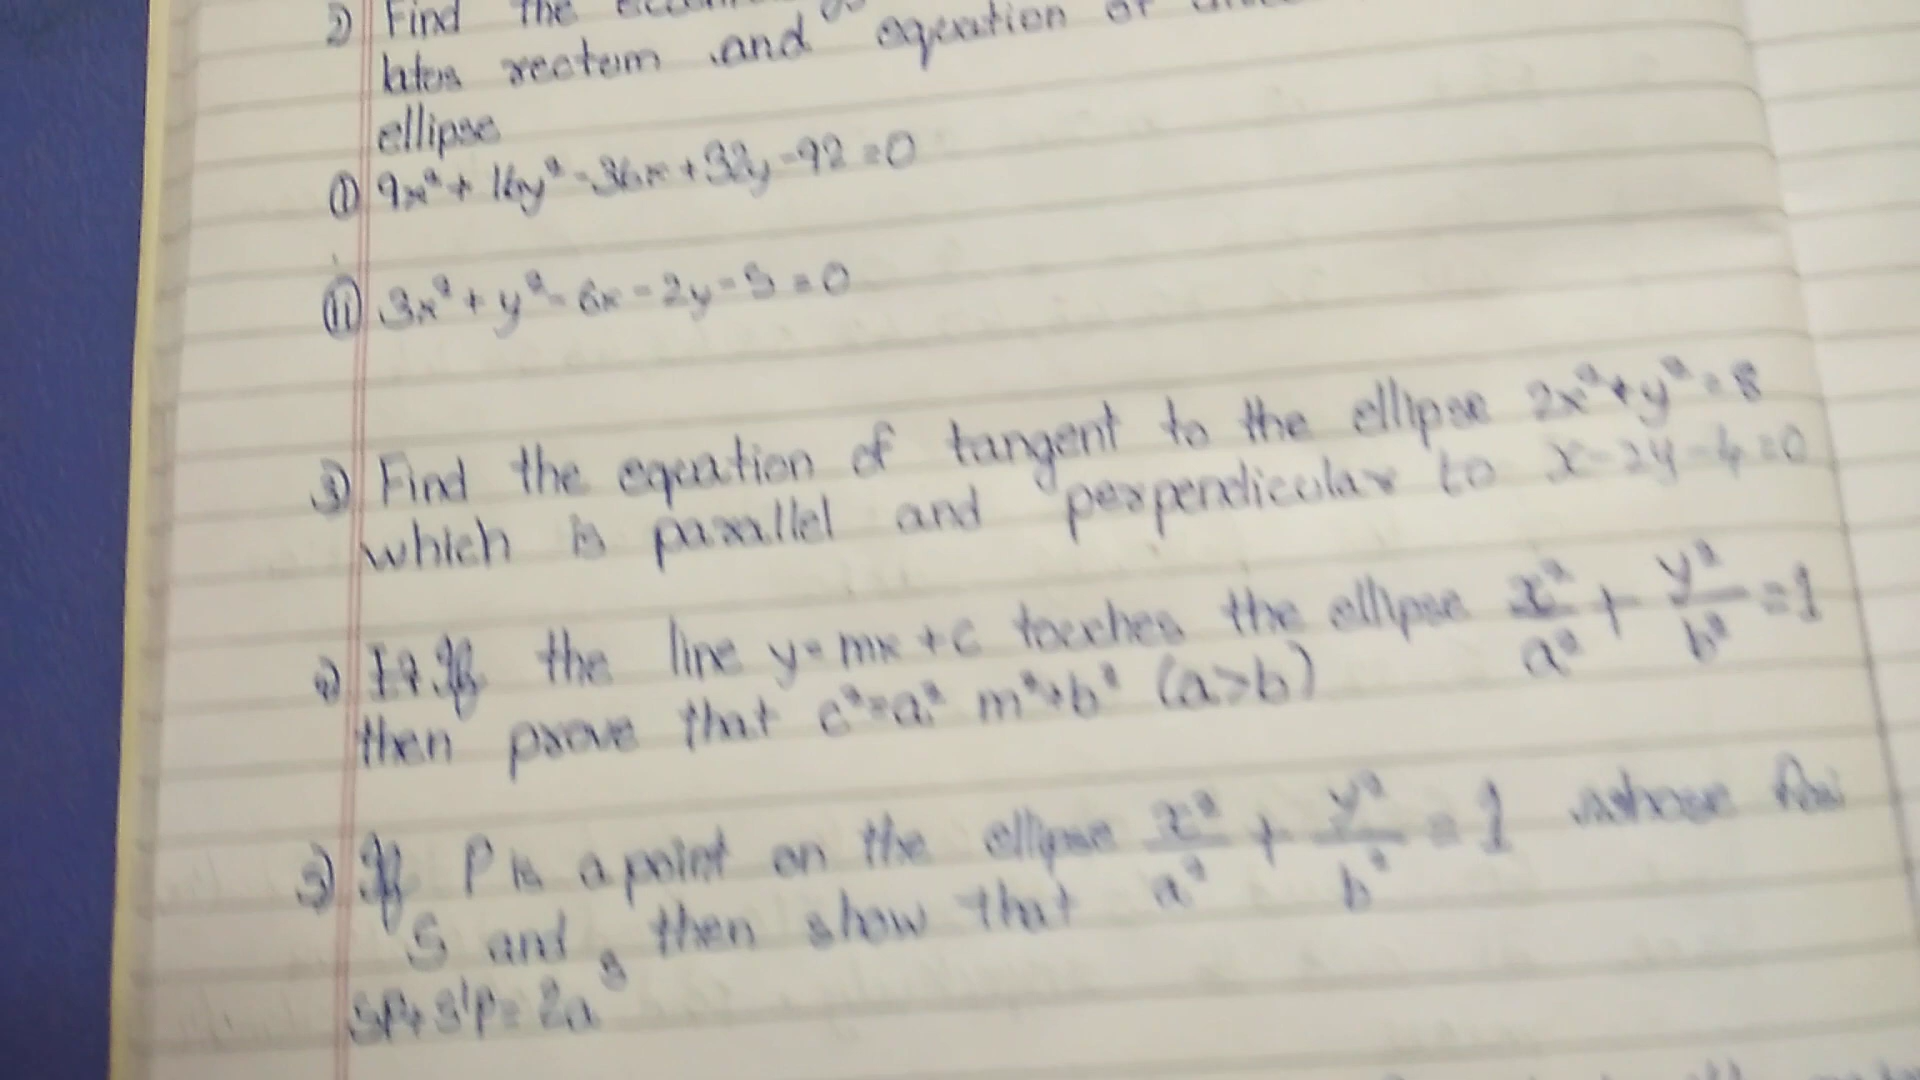 2) Find the
latus rectum and equation of
ellipse
(i) 9x² + 16y² - 36x + 32y - 92 = 0
(ii) 3x² + y² - 6x - 2y - 5 = 0
3) Find the equation of tangent to the ellipse 2x² + y² = 8
which is parallel and perpendicular to x - 2y - 4 = 0
4) If the line y = mx + c touches the ellipse x²/a² + y²/b² = 1
then prove that c² = a² m² + b² (a > b)
5) If P is a point on the ellipse x²/a² + y²/b² = 1 whose foci
S and s then show that
SP + S'P = 2a